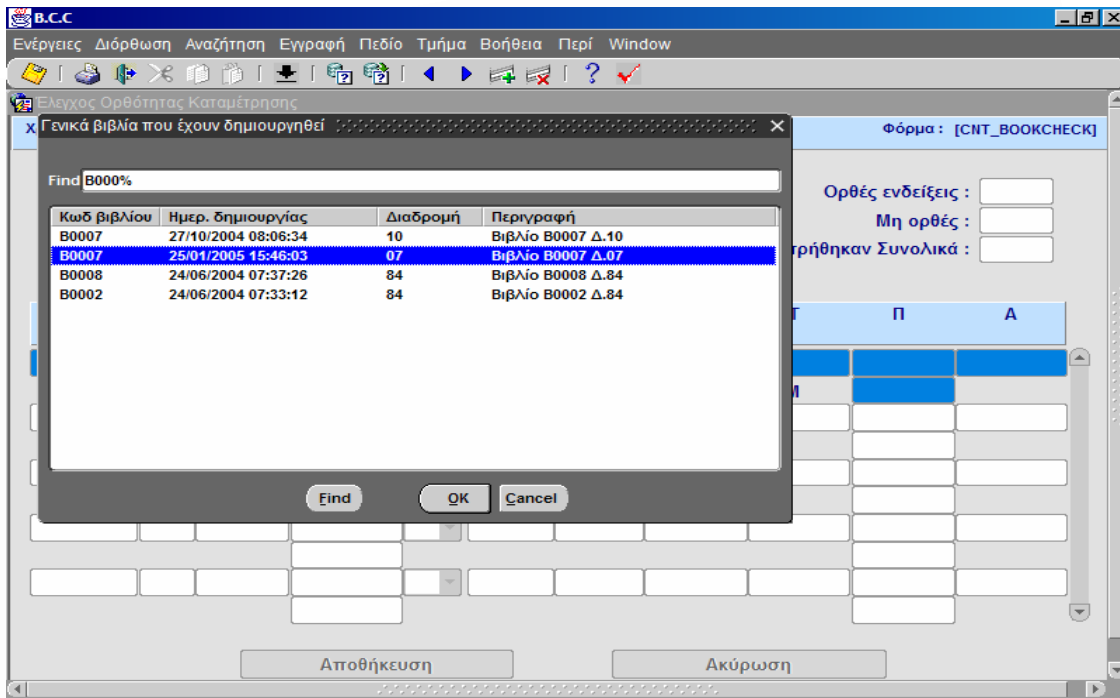 B.C.C
Ενέργειες Διόρθωση Αναζήτηση Εγγραφή Πεδίο Τμήμα Βοήθεια Περί Window
Έλεγχος Ορθότητας Καταμέτρησης
Χ
Γενικά βιβλία που έχουν δημιουργηθεί
Φόρμα : [CNT_BOOKCHECK]
Find B000%
Κωδ βιβλίου Ημερ. δημιουργίας Διαδρομή Περιγραφή
B0007 27/10/2004 08:06:34 10 Βιβλίο B0007 Δ.10
B0007 25/01/2005 15:46:03 07 Βιβλίο B0007 Δ.07
B0008 24/06/2004 07:37:26 84 Βιβλίο B0008 Δ.84
B0002 24/06/2004 07:33:12 84 Βιβλίο B0002 Δ.84
Ορθές ενδείξεις :
Μη ορθές :
τρήθηκαν Συνολικά :
Π Α
Find OK Cancel
Αποθήκευση Ακύρωση